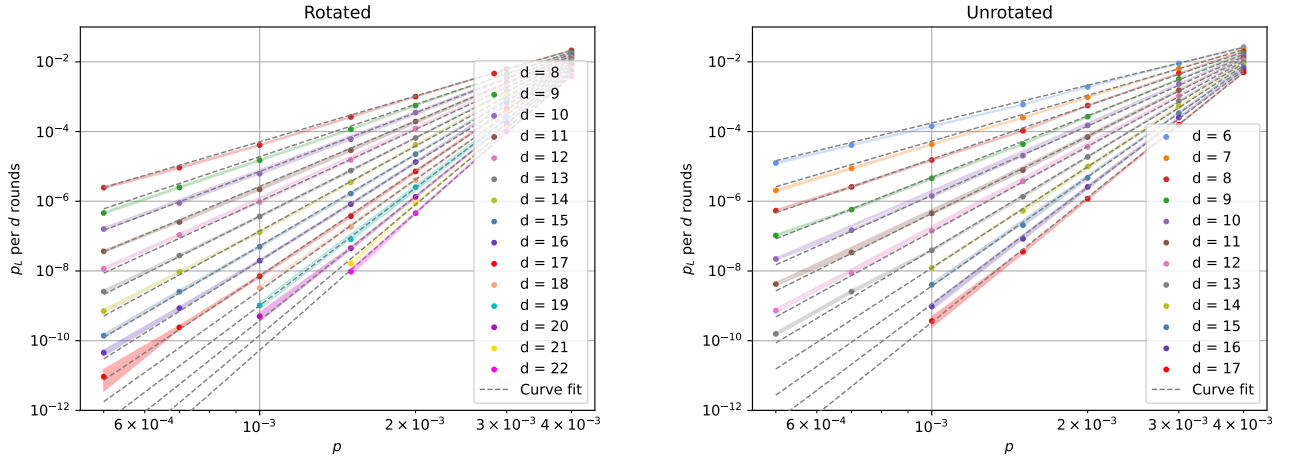 Rotated
p_L per d rounds
10^−2
10^−4
10^−6
10^−8
10^−10
10^−12
6 × 10^−4
10^−3
2 × 10^−3
3 × 10^−3
4 × 10^−3
p
d = 8
d = 9
d = 10
d = 11
d = 12
d = 13
d = 14
d = 15
d = 16
d = 17
d = 18
d = 19
d = 20
d = 21
d = 22
Curve fit
Unrotated
p_L per d rounds
10^−2
10^−4
10^−6
10^−8
10^−10
10^−12
6 × 10^−4
10^−3
2 × 10^−3
3 × 10^−3
4 × 10^−3
p
d = 6
d = 7
d = 8
d = 9
d = 10
d = 11
d = 12
d = 13
d = 14
d = 15
d = 16
d = 17
Curve fit